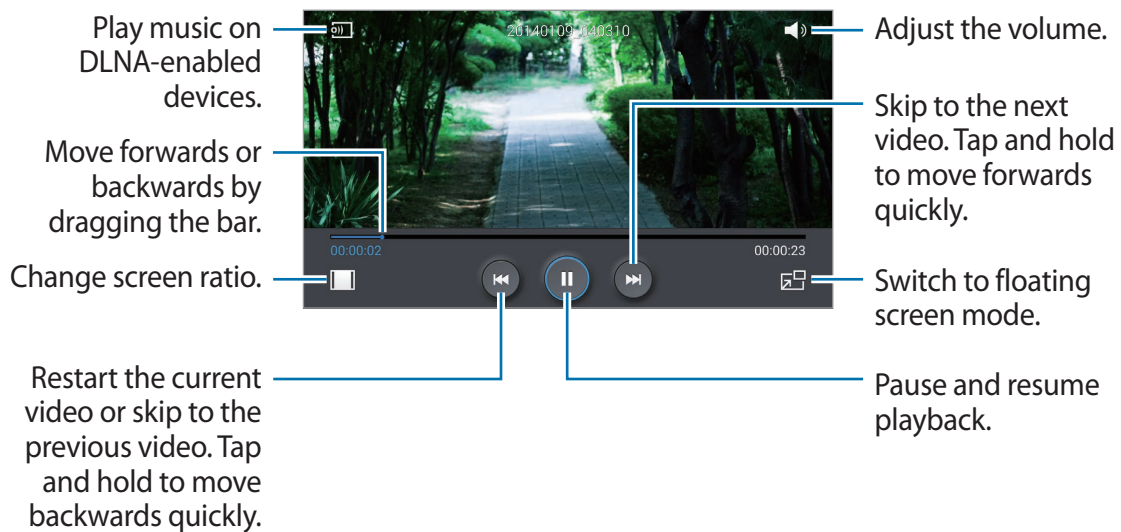 Play music on
DLNA-enabled
devices.
20140109_040310
Adjust the volume.
Skip to the next
video. Tap and hold
to move forwards
quickly.
Move forwards or
backwards by
dragging the bar.
00:00:02
00:00:23
Change screen ratio.
Switch to floating
screen mode.
Restart the current
video or skip to the
previous video. Tap
and hold to move
backwards quickly.
Pause and resume
playback.